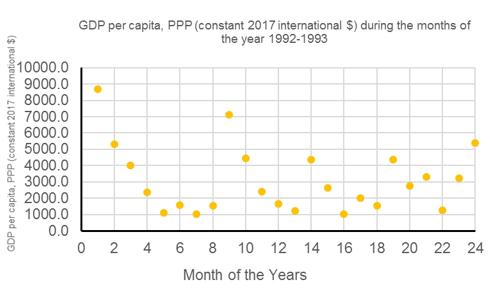 GDP per capita, PPP (constant 2017 international $) during the months of
the year 1992-1993
GDP per capita, PPP (constant 2017 international $)
10000.0
9000.0
8000.0
7000.0
6000.0
5000.0
4000.0
3000.0
2000.0
1000.0
0.0
0 2 4 6 8 10 12 14 16 18 20 22 24
Month of the Years